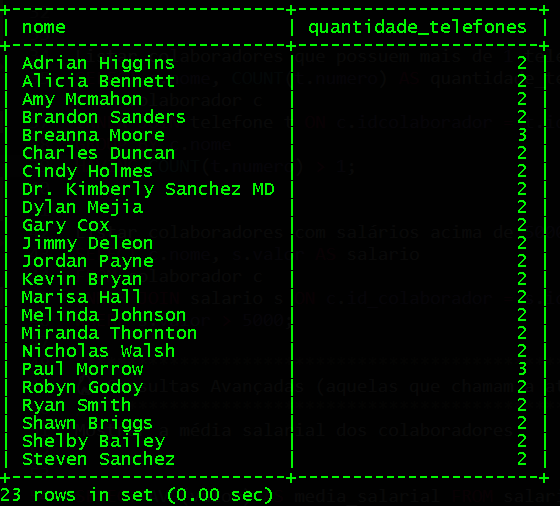 | nome | quantidade_telefones |
| Adrian Higgins | 2 |
| Alicia Bennett | 2 |
| Amy Mcmahon | 2 |
| Brandon Sanders | 2 |
| Breanna Moore | 3 |
| Charles Duncan | 2 |
| Cindy Holmes | 2 |
| Dr. Kimberly Sanchez MD | 2 |
| Dylan Mejia | 2 |
| Gary Cox | 2 |
| Jimmy Deleon | 2 |
| Jordan Payne | 2 |
| Kevin Bryan | 2 |
| Marisa Hall | 2 |
| Melinda Johnson | 2 |
| Miranda Thornton | 2 |
| Nicholas Walsh | 2 |
| Paul Morrow | 3 |
| Robyn Godoy | 2 |
| Ryan Smith | 2 |
| Shawn Briggs | 2 |
| Shelby Bailey | 2 |
| Steven Sanchez | 2 |
23 rows in set (0.00 sec)